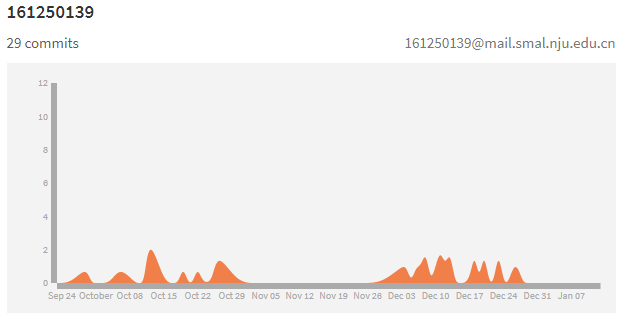 161250139
29 commits
161250139@mail.smal.nju.edu.cn
12
10
8
6
4
2
0
Sep 24 October Oct 08 Oct 15 Oct 22 Oct 29 Nov 05 Nov 12 Nov 19 Nov 26 Dec 03 Dec 10 Dec 17 Dec 24 Dec 31 Jan 07